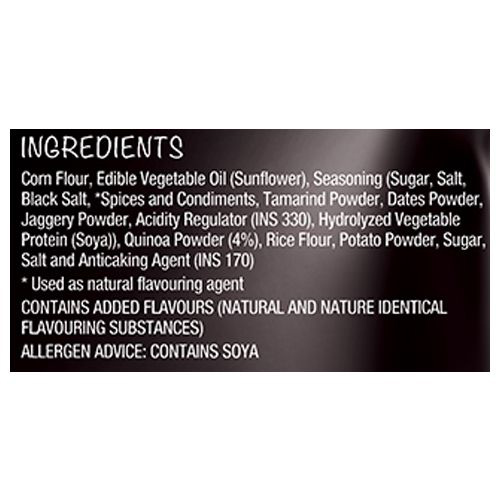 INGREDIENTS
Corn Flour, Edible Vegetable Oil (Sunflower), Seasoning (Sugar, Salt,
Black Salt, *Spices and Condiments, Tamarind Powder, Dates Powder,
Jaggery Powder, Acidity Regulator (INS 330), Hydrolyzed Vegetable
Protein (Soya)), Quinoa Powder (4%), Rice Flour, Potato Powder, Sugar,
Salt and Anticaking Agent (INS 170)
* Used as natural flavouring agent
CONTAINS ADDED FLAVOURS (NATURAL AND NATURE IDENTICAL
FLAVOURING SUBSTANCES)
ALLERGEN ADVICE: CONTAINS SOYA